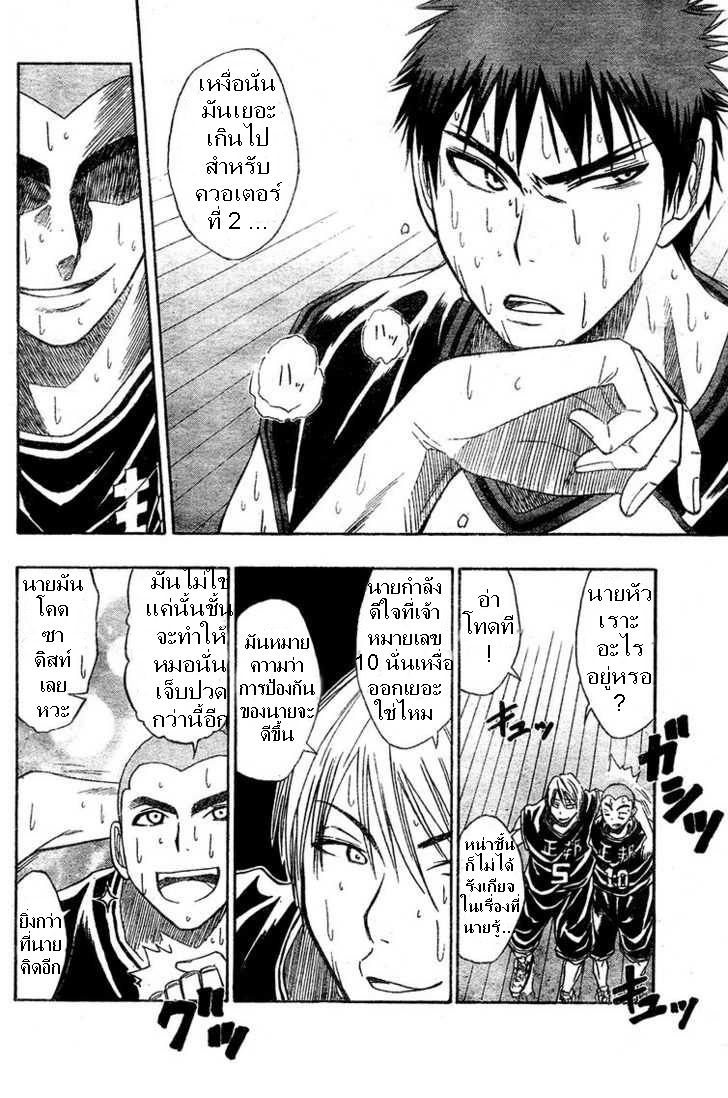 เหงื่อนั่น
มันเยอะ
เกินไป
สำหรับ
ควอเตอร์
ที่ 2 ...
正
นายหัว
เราะ
อะไร
อยู่หรอ
?
อ่า
โทดที
!
ガシッ
キュッ
正邦
5
正邦
10
หน่าชั้น
ก็ไม่ได้
รังเกียจ
ในเรื่องที่
นายรู้..
キュッ
นายกำลัง
ดีใจที่เจ้า
หมายเลข
10 นั่นเหงื่อ
ออกเยอะ
ใช่ไหม
มันหมาย
ความว่า
การป้องกัน
ของนายจะ
ดีขึ้น
มันไม่ใช่
แค่นั้นชั้น
จะทำให้
หมอนั่น
เจ็บปวด
กว่านี้อีก
นายมัน
โคด
ซา
ดิสท์
เลย
หวะ
ยิงกว่า
ที่นาย
คิดอีก
グッ